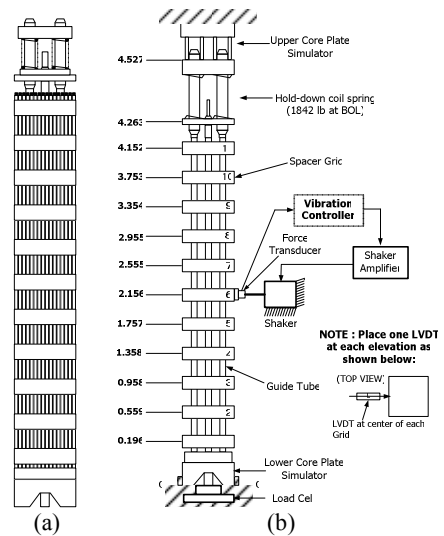 4.527
4.263
4.152
3.753
3.354
2.955
2.555
2.156
1.757
1.358
0.958
0.559
0.196
1
10
9
8
7
6
5
4
3
2
Upper Core Plate
Simulator
Hold-down coil spring
(1842 lb at BOL)
Spacer Gric
Vibration
Controller
Force
Transducer
Shaker
Amplifier
Shaker
NOTE : Place one LVDT
at each elevation as
shown below:
(TOP VIEW)
LVDT at center of each
Grid
Guide Tube
Lower Core Plate
Simulator
Load Cel
(a)
(b)